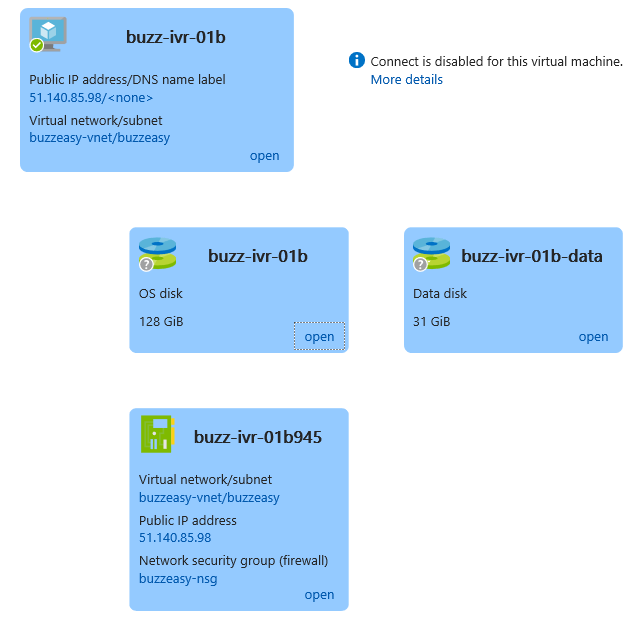 buzz-ivr-01b
Public IP address/DNS name label
51.140.85.98/<none>
Virtual network/subnet
buzzeasy-vnet/buzzeasy
open
Connect is disabled for this virtual machine.
More details
buzz-ivr-01b
OS disk
128 GiB
open
buzz-ivr-01b-data
Data disk
31 GiB
open
buzz-ivr-01b945
Virtual network/subnet
buzzeasy-vnet/buzzeasy
Public IP address
51.140.85.98
Network security group (firewall)
buzzeasy-nsg
open